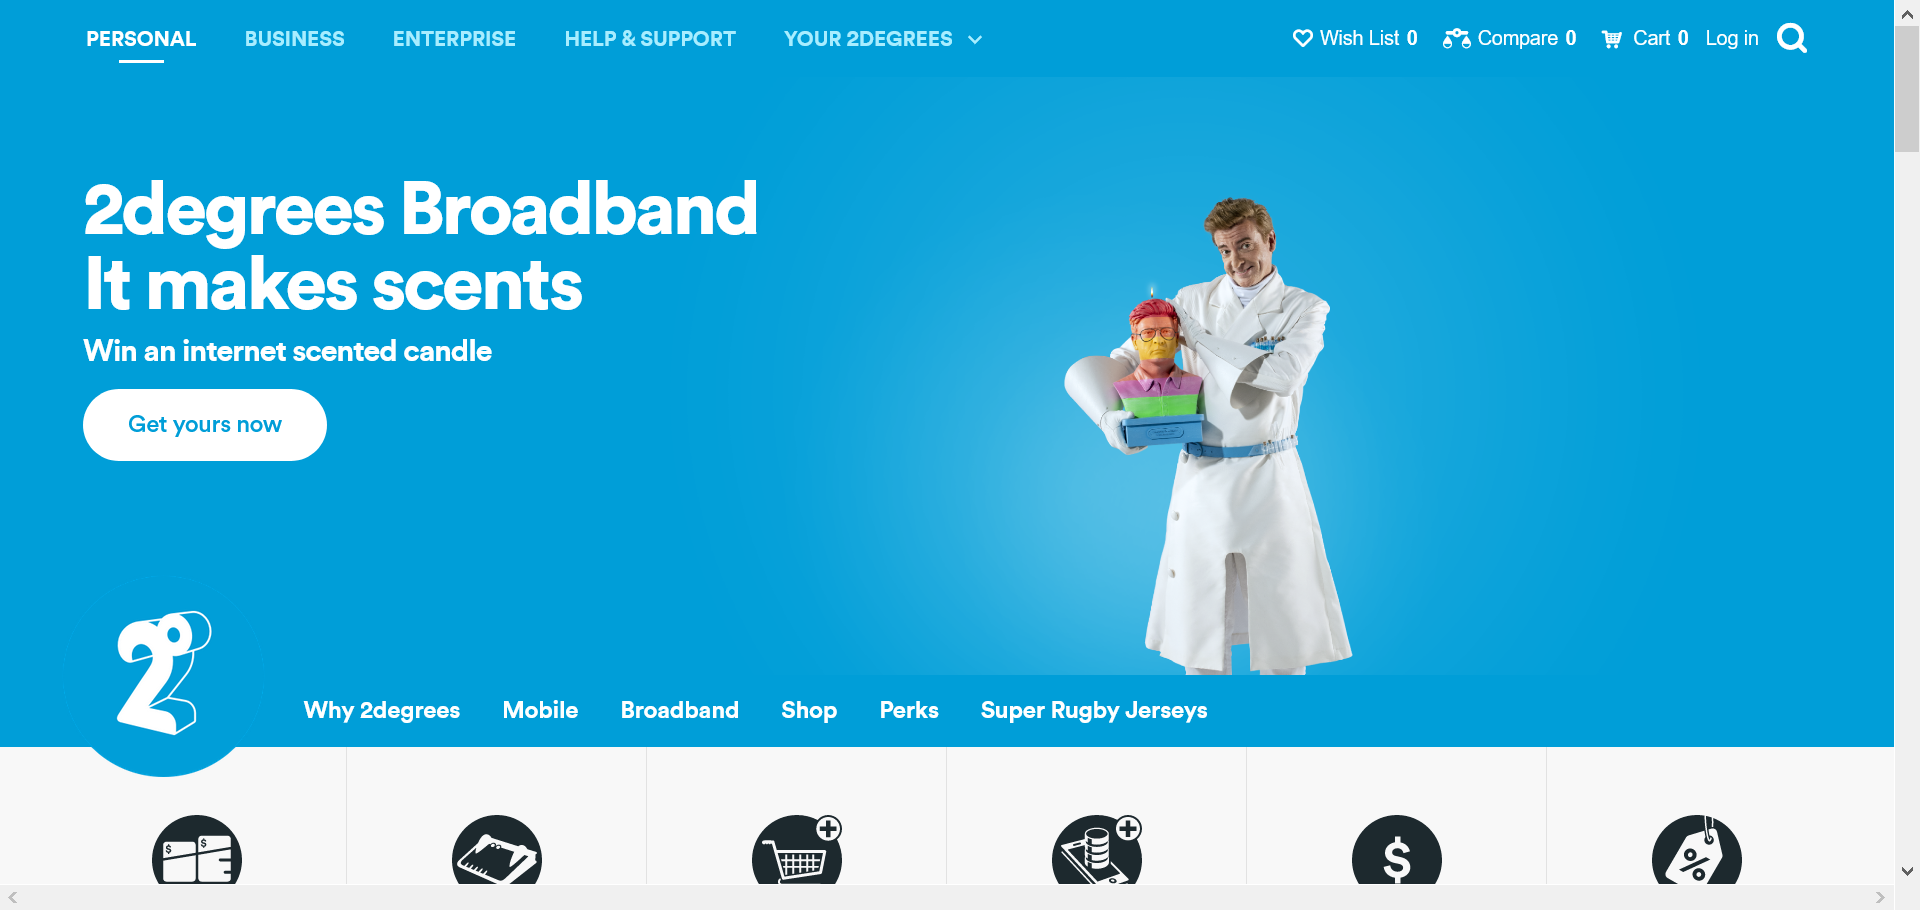 PERSONAL BUSINESS ENTERPRISE HELP & SUPPORT YOUR 2DEGREES Wish List 0 Compare 0 Cart 0 Log in
2degrees Broadband
It makes scents
Win an internet scented candle
Get yours now
2°
Why 2degrees Mobile Broadband Shop Perks Super Rugby Jerseys
$ $ $ %